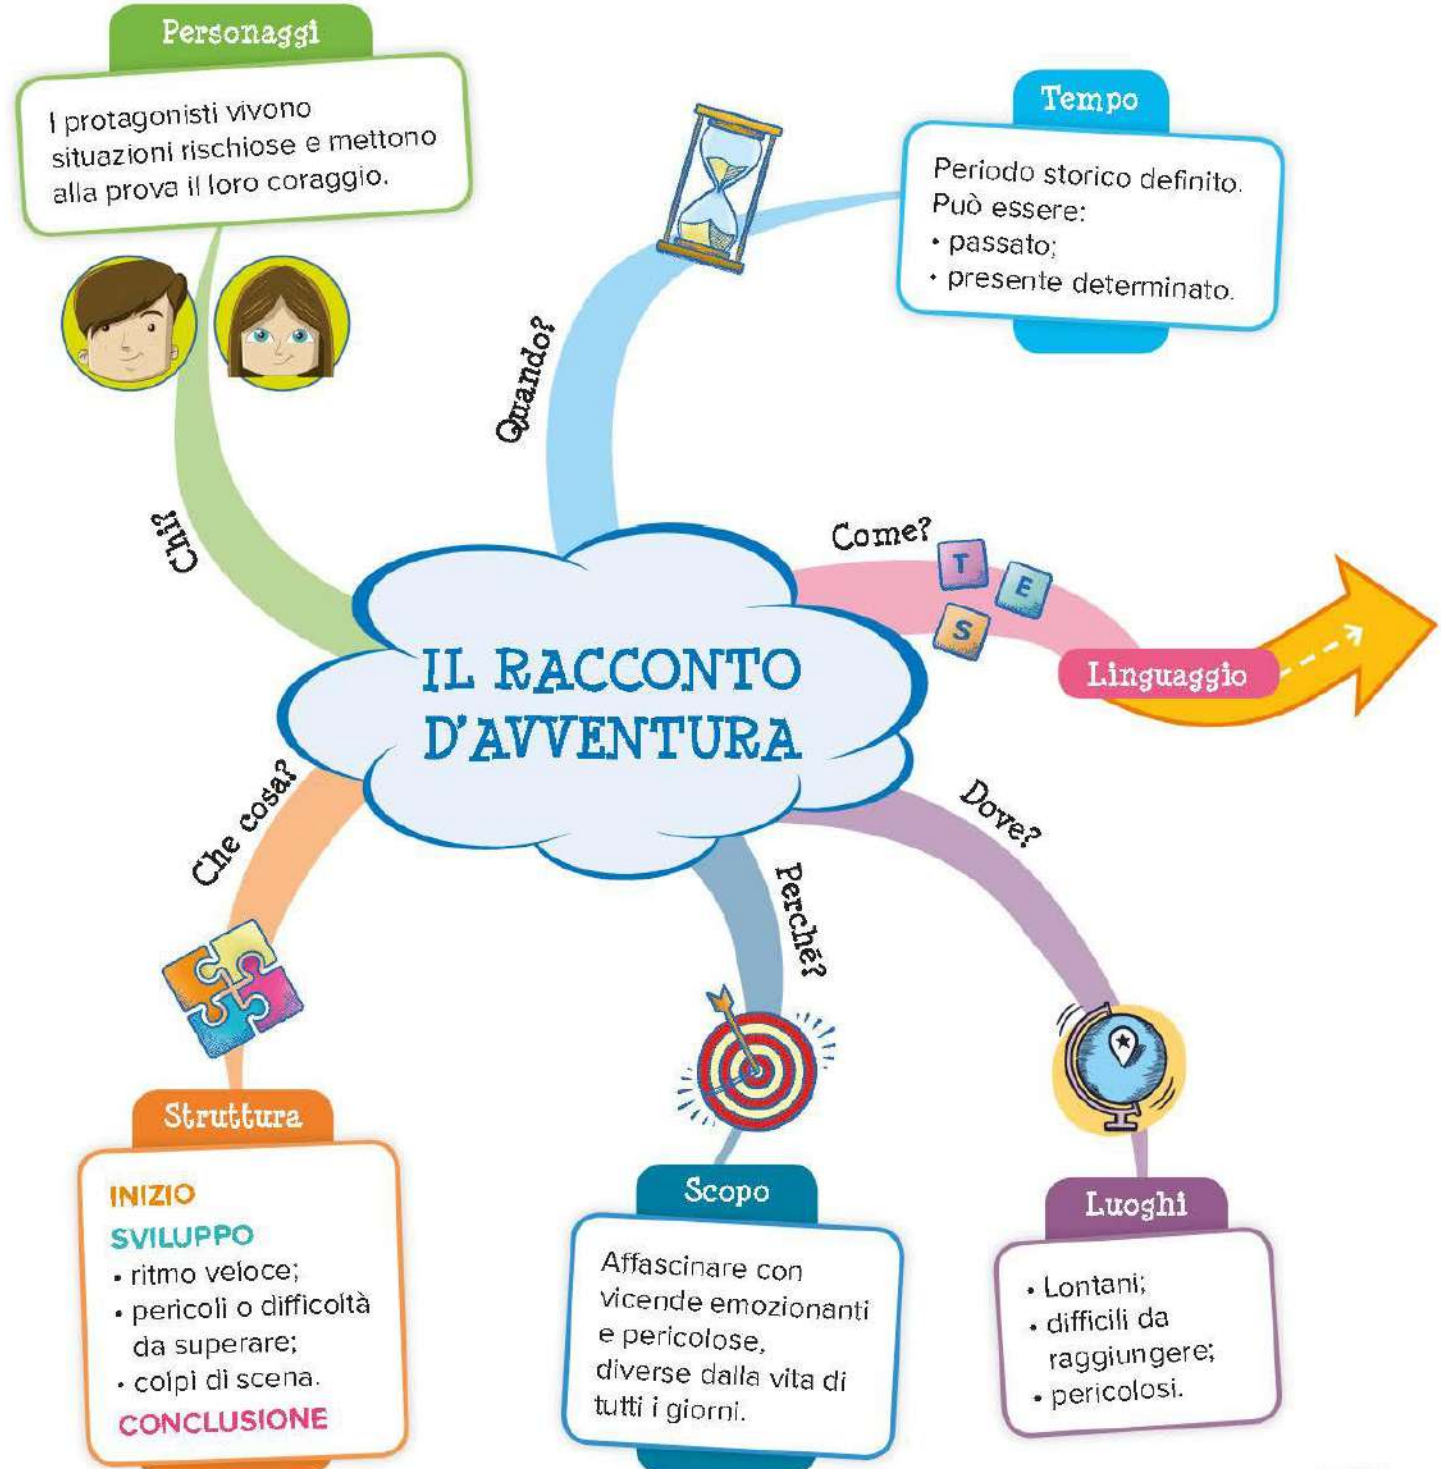 Personaggi
I protagonisti vivono
situazioni rischiose e mettono
alla prova il loro coraggio.
Chi?
Quando?
Tempo
Periodo storico definito.
Può essere:
• passato;
• presente determinato.
Come?
T
E
S
Linguaggio
IL RACCONTO
D'AVVENTURA
Che cosa?
Struttura
INIZIO
SVILUPPO
• ritmo veloce;
• pericoli o difficoltà
da superare;
• colpi di scena.
CONCLUSIONE
Perché?
Scopo
Affascinare con
vicende emozionanti
e pericolose,
diverse dalla vita di
tutti i giorni.
Dove?
Luoghi
• Lontani;
• difficili da
raggiungere;
• pericolosi.